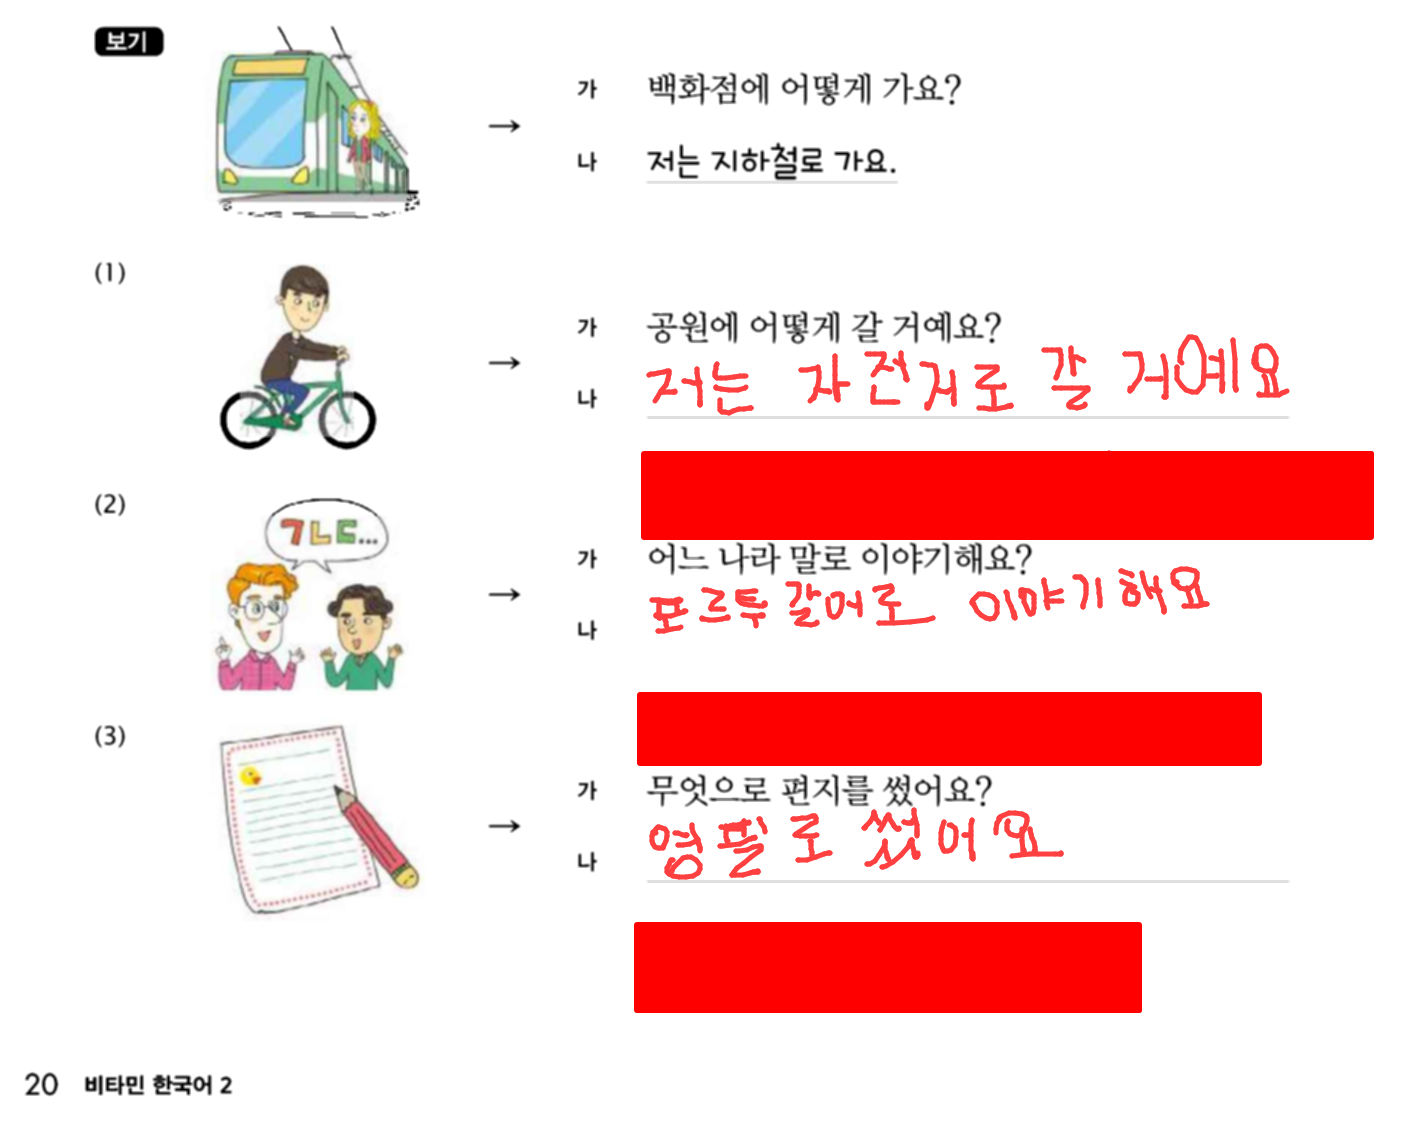 보기
가 백화점에 어떻게 가요?
나 저는 지하철로 가요.
(1)
가 공원에 어떻게 갈 거예요?
나 저는 자전저로 갈 거예요
(2)
ㄱㄴㄷ...
가 어느 나라 말로 이야기해요?
나 포르투갈어로 이야기해요
(3)
가 무엇으로 편지를 썼어요?
나 영필로 썼어요
20 비타민 한국어 2